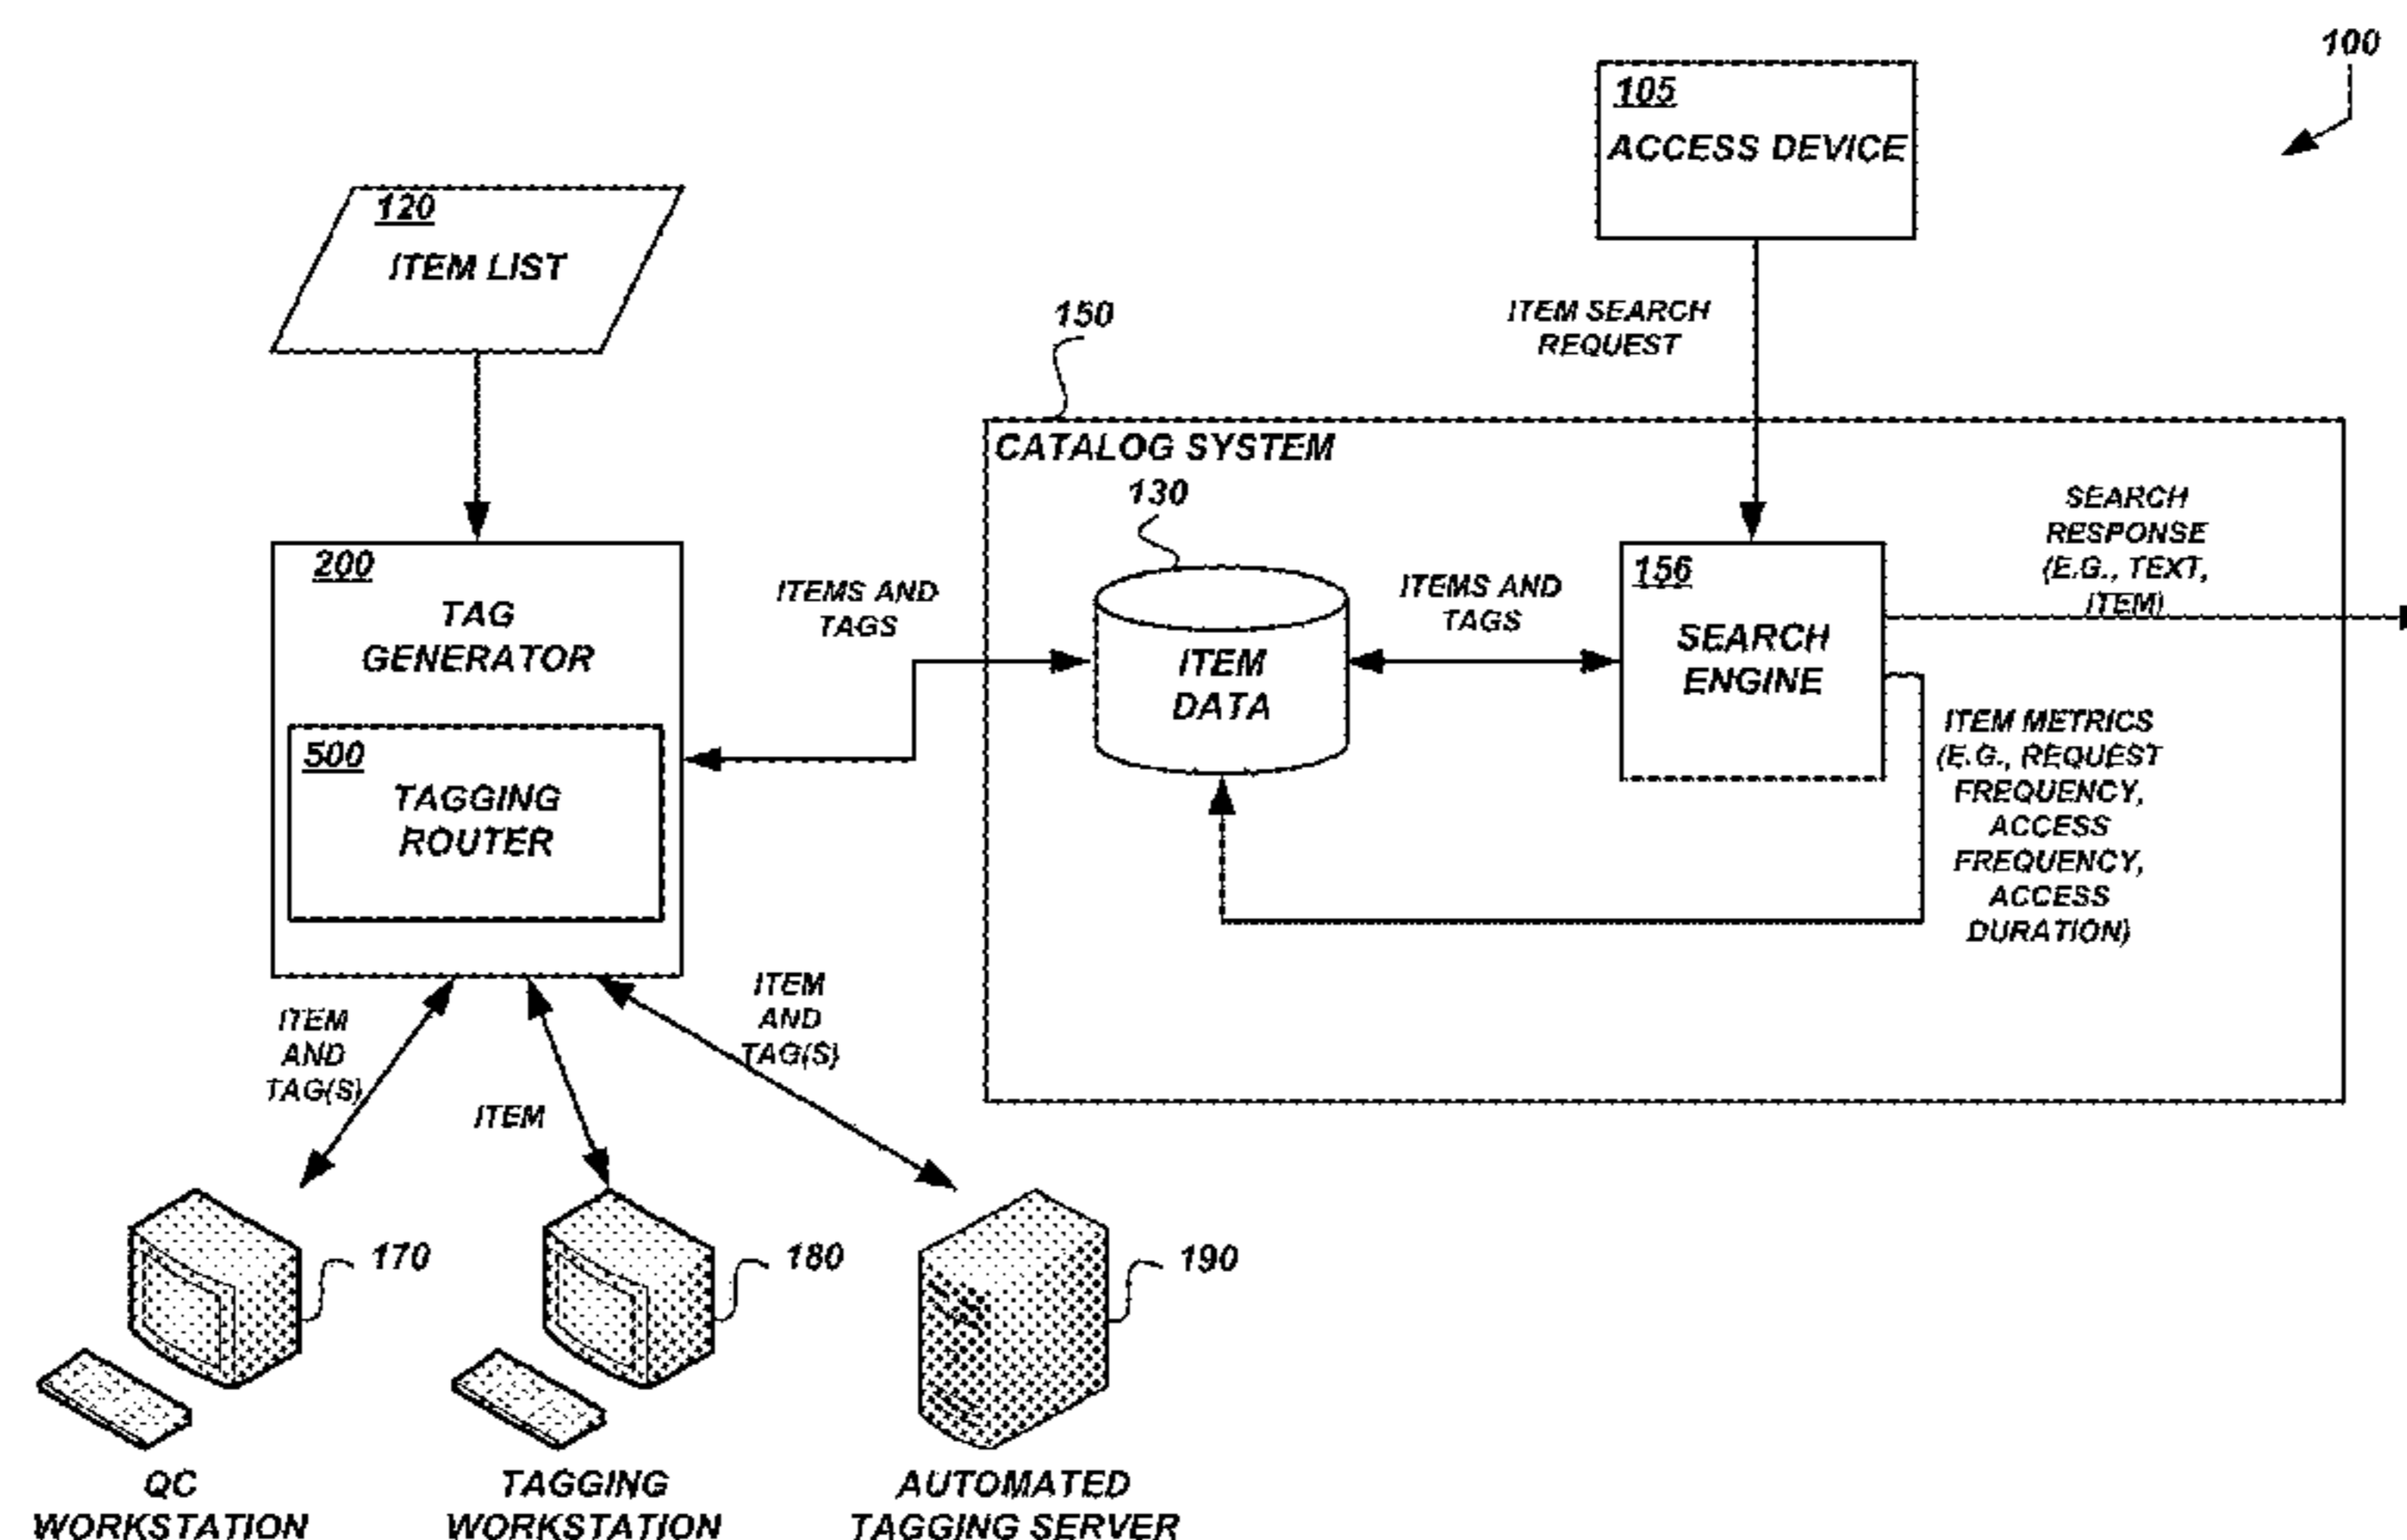 100
105
ACCESS DEVICE
120
ITEM LIST
ITEM SEARCH
REQUEST
150
CATALOG SYSTEM
130
SEARCH
RESPONSE
(E.G., TEXT,
ITEM)
200
TAG
GENERATOR
ITEMS AND
TAGS
ITEMS AND
TAGS
156
SEARCH
ENGINE
ITEM
DATA
500
TAGGING
ROUTER
ITEM METRICS
(E.G., REQUEST
FREQUENCY,
ACCESS
FREQUENCY,
ACCESS
DURATION)
ITEM
AND
TAG(S)
ITEM
ITEM
AND
TAG(S)
170
180
190
QC
WORKSTATION
TAGGING
WORKSTATION
AUTOMATED
TAGGING SERVER